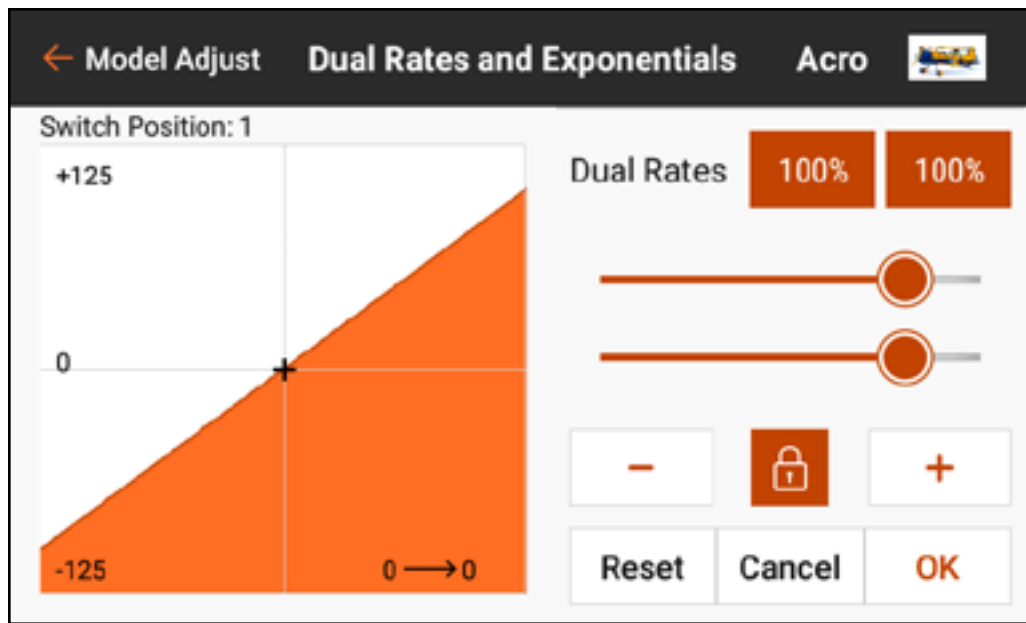 ← Model Adjust Dual Rates and Exponentials Acro
Switch Position: 1
+125
0
-125
0 → 0
Dual Rates 100% 100%
− +
Reset Cancel OK